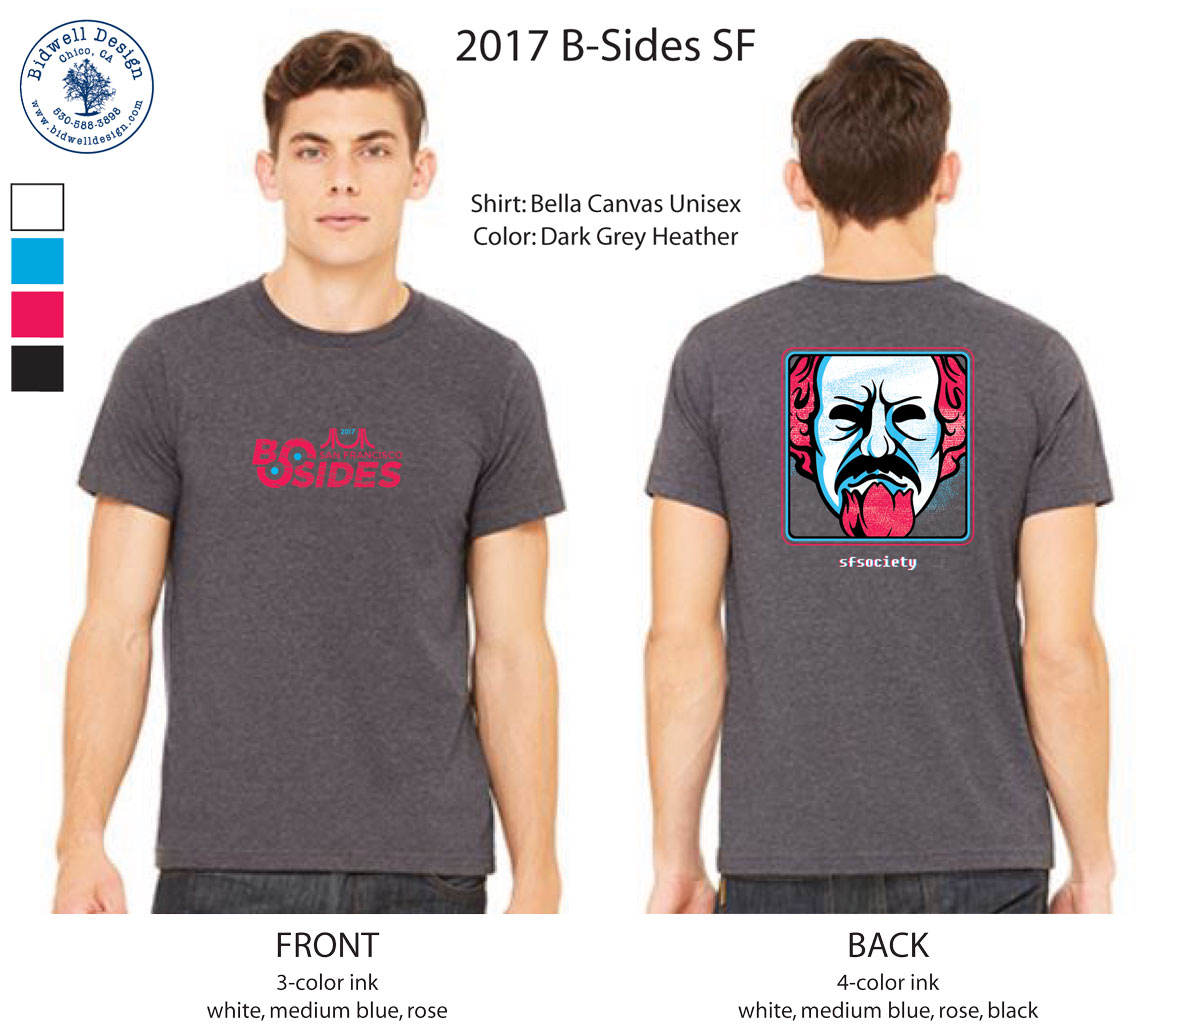 Bidwell Design
Chico, CA
530-588-3898
www.bidwelldesign.com
2017 B-Sides SF
Shirt: Bella Canvas Unisex
Color: Dark Grey Heather
2017
SAN FRANCISCO
BSIDES
sfsociety
FRONT
3-color ink
white, medium blue, rose
BACK
4-color ink
white, medium blue, rose, black